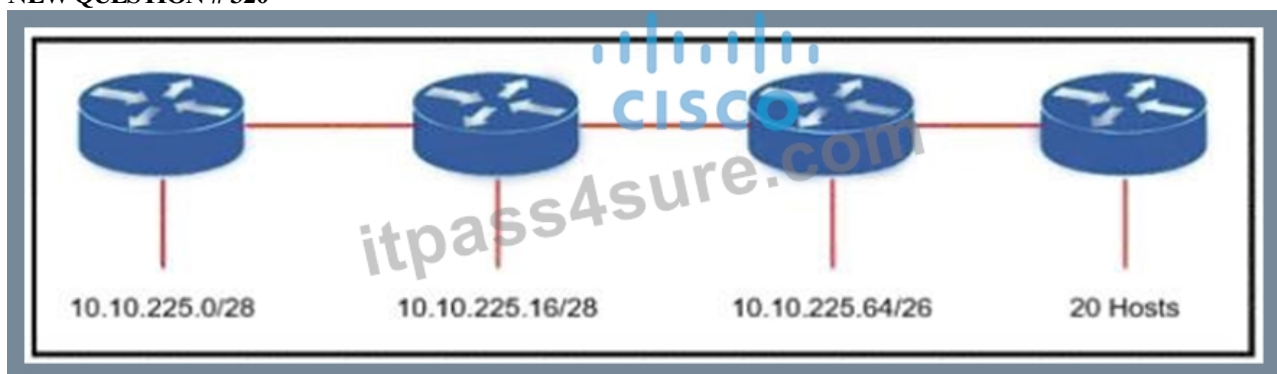 NEW QUESTION # 320
CISCO
itpass4sure.com
10.10.225.0/28 10.10.225.16/28 10.10.225.64/26 20 Hosts